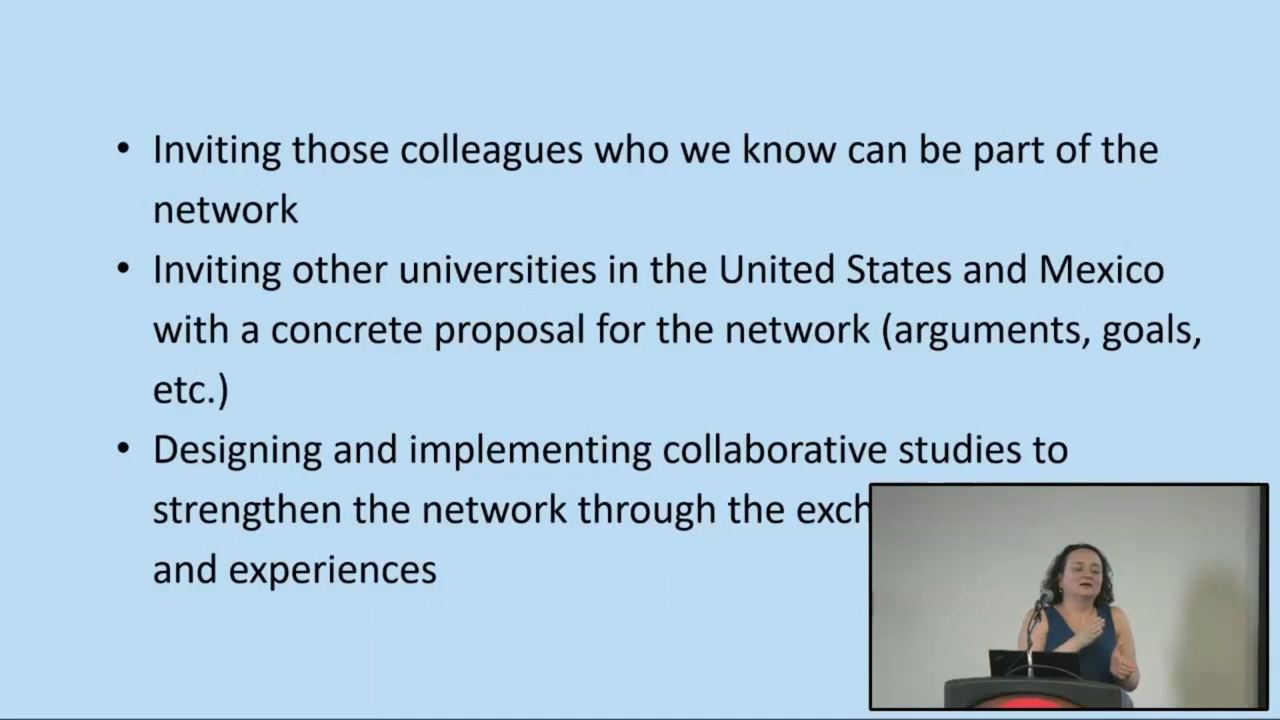 • Inviting those colleagues who we know can be part of the
network
• Inviting other universities in the United States and Mexico
with a concrete proposal for the network (arguments, goals,
etc.)
• Designing and implementing collaborative studies to
strengthen the network through the
and experiences